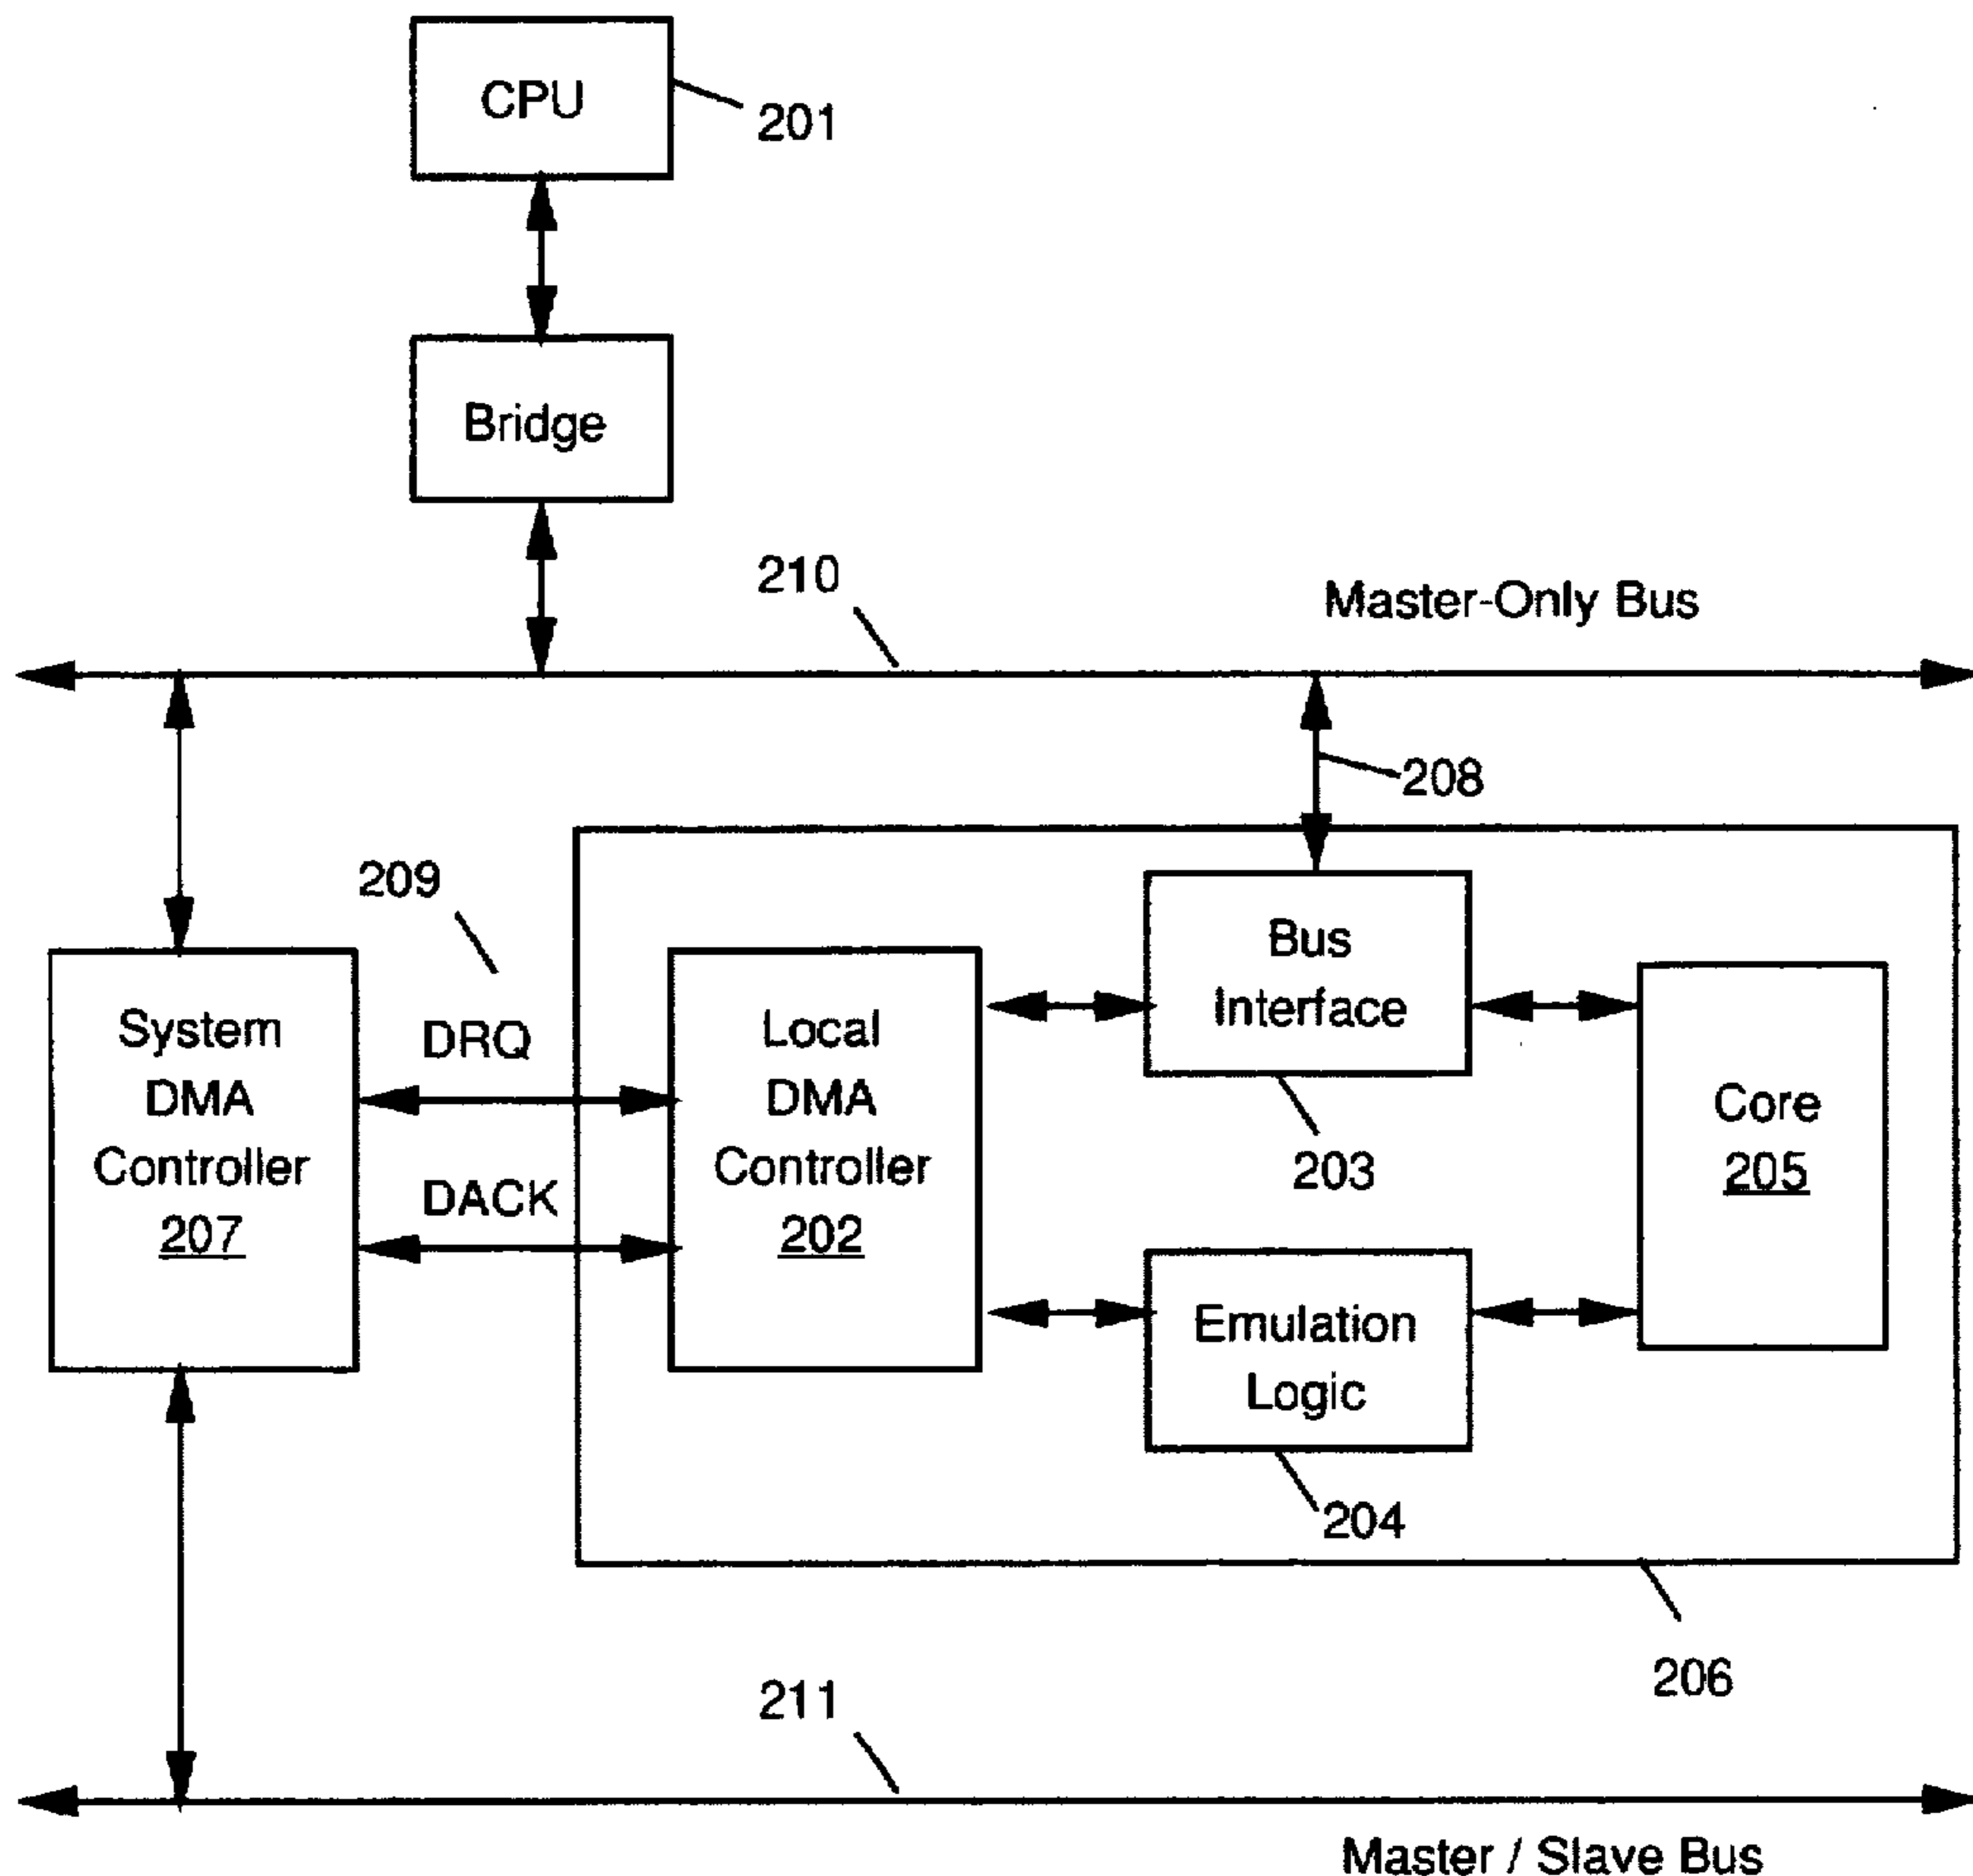 CPU
201
Bridge
210
Master-Only Bus
208
209
System
DMA
Controller
207
DRQ
DACK
Local
DMA
Controller
202
Bus
Interface
203
Core
205
Emulation
Logic
204
206
211
Master / Slave Bus